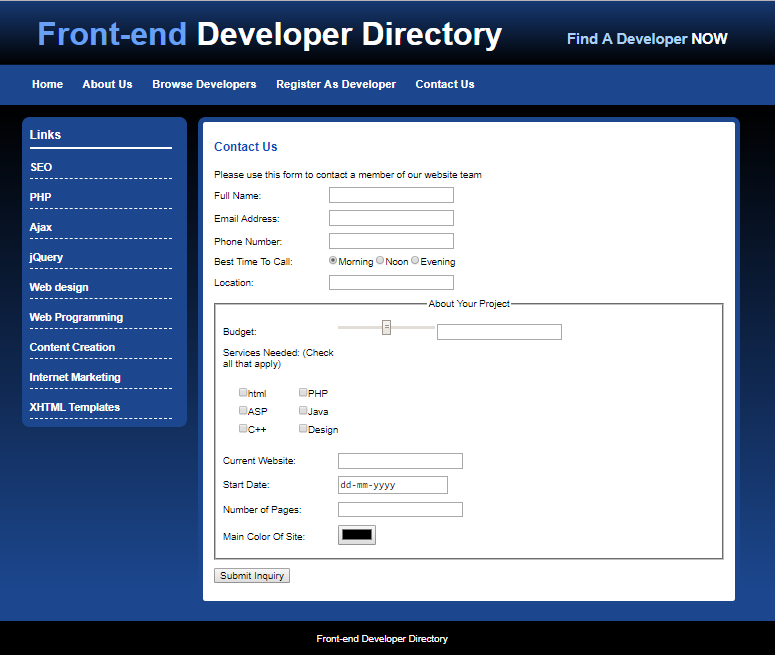 Front-end Developer Directory
Find A Developer NOW
Home About Us Browse Developers Register As Developer Contact Us
Links
SEO
PHP
Ajax
jQuery
Web design
Web Programming
Content Creation
Internet Marketing
XHTML Templates
Contact Us
Please use this form to contact a member of our website team
Full Name:
Email Address:
Phone Number:
Best Time To Call: Morning Noon Evening
Location:
About Your Project
Budget:
Services Needed: (Check
all that apply)
html PHP
ASP Java
C++ Design
Current Website:
Start Date: dd-mm-yyyy
Number of Pages:
Main Color Of Site:
Submit Inquiry
Front-end Developer Directory